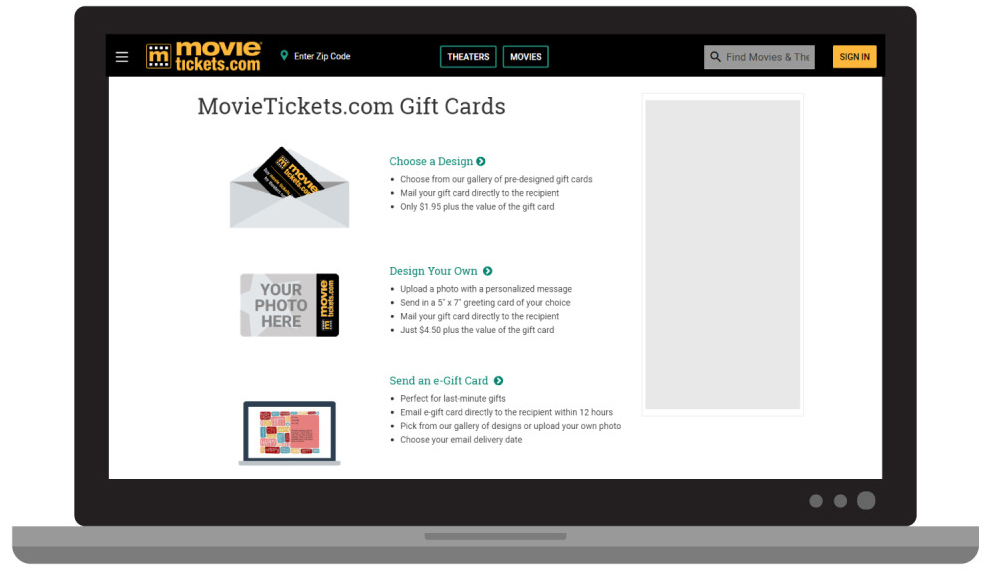 movie
tickets.com
Enter Zip Code
THEATERS
MOVIES
Find Movies & The
SIGN IN
MovieTickets.com Gift Cards
movie
tickets.com
Choose a Design
• Choose from our gallery of pre-designed gift cards
• Mail your gift card directly to the recipient
• Only $1.95 plus the value of the gift card
YOUR
PHOTO
HERE
movie
tickets.com
Design Your Own
• Upload a photo with a personalized message
• Send in a 5" x 7" greeting card of your choice
• Mail your gift card directly to the recipient
• Just $4.50 plus the value of the gift card
Send an e-Gift Card
• Perfect for last-minute gifts
• Email e-gift card directly to the recipient within 12 hours
• Pick from our gallery of designs or upload your own photo
• Choose your email delivery date